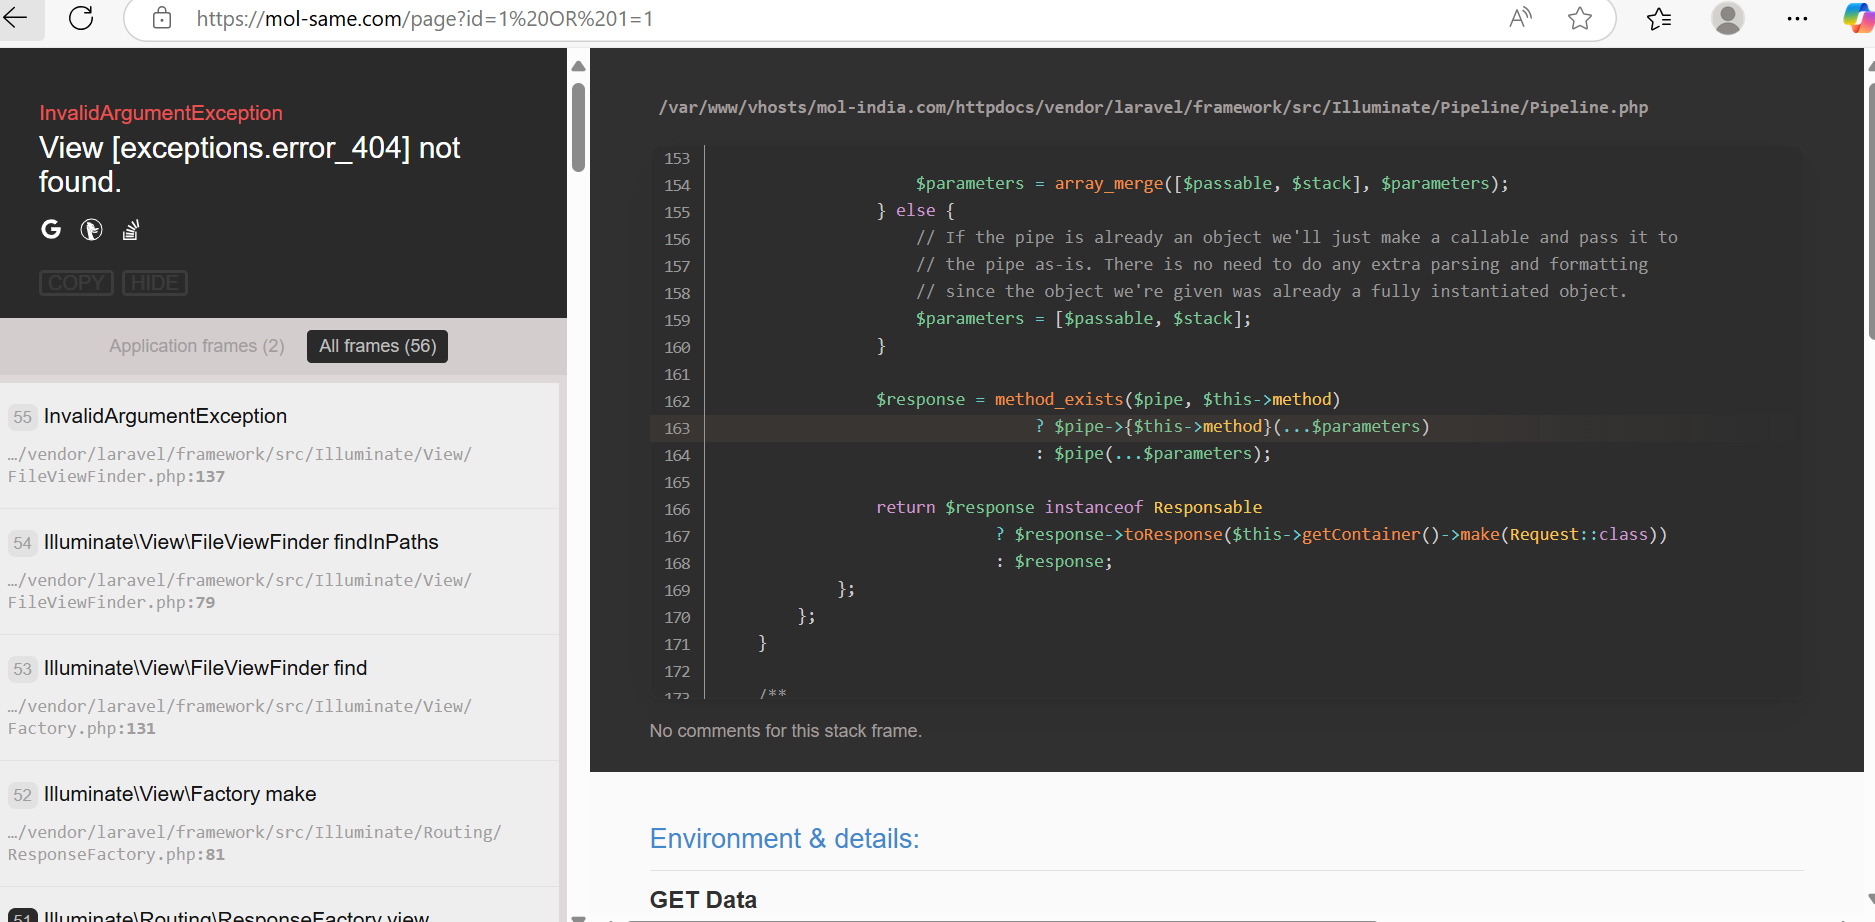 https://mol-same.com/page?id=1%20OR%201=1
InvalidArgumentException
View [exceptions.error_404] not
found.
COPY HIDE
Application frames (2) All frames (56)
55 InvalidArgumentException
…/vendor/laravel/framework/src/Illuminate/View/
FileViewFinder.php:137
54 Illuminate\View\FileViewFinder findInPaths
…/vendor/laravel/framework/src/Illuminate/View/
FileViewFinder.php:79
53 Illuminate\View\FileViewFinder find
…/vendor/laravel/framework/src/Illuminate/View/
Factory.php:131
52 Illuminate\View\Factory make
…/vendor/laravel/framework/src/Illuminate/Routing/
ResponseFactory.php:81
51 Illuminate\Routing\ResponseFactory view
/var/www/vhosts/mol-india.com/httpdocs/vendor/laravel/framework/src/Illuminate/Pipeline/Pipeline.php
153
154 $parameters = array_merge([$passable, $stack], $parameters);
155 } else {
156 // If the pipe is already an object we'll just make a callable and pass it to
157 // the pipe as-is. There is no need to do any extra parsing and formatting
158 // since the object we're given was already a fully instantiated object.
159 $parameters = [$passable, $stack];
160 }
161
162 $response = method_exists($pipe, $this->method)
163 ? $pipe->{$this->method}(...$parameters)
164 : $pipe(...$parameters);
165
166 return $response instanceof Responsable
167 ? $response->toResponse($this->getContainer()->make(Request::class))
168 : $response;
169 };
170 };
171 }
172
173 /**
No comments for this stack frame.
Environment & details:
GET Data